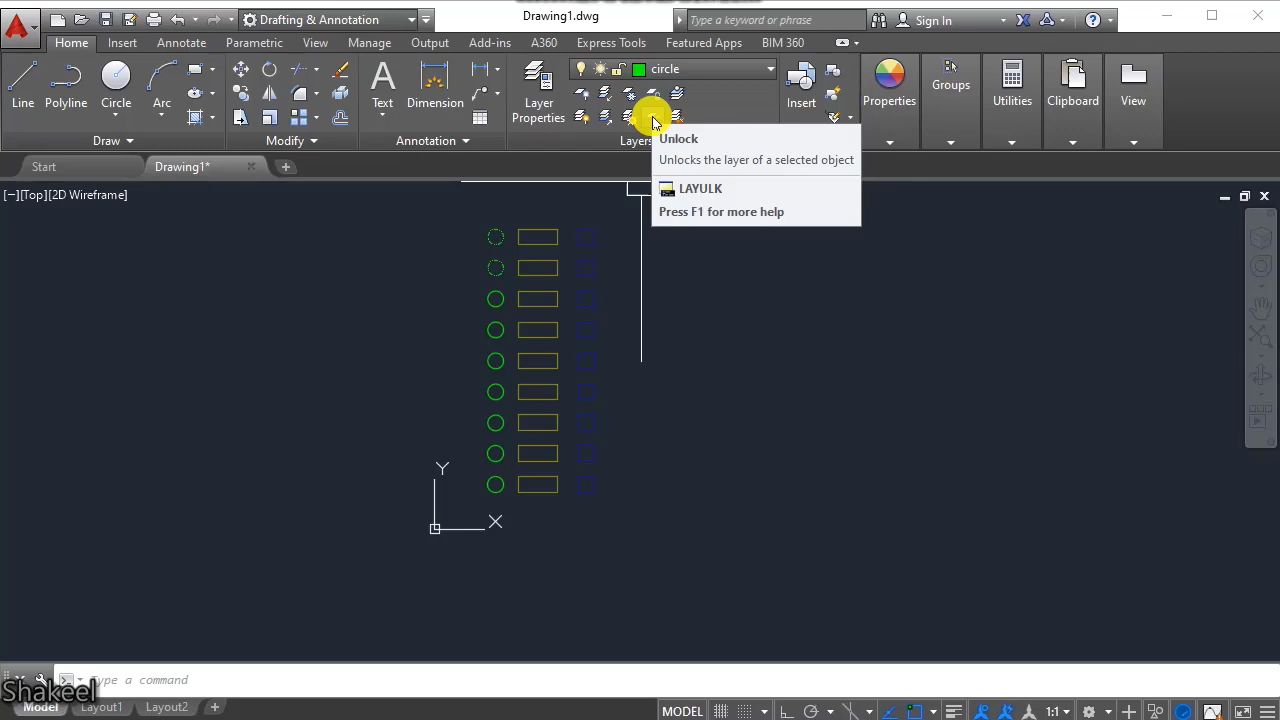 Drafting & Annotation
Drawing1.dwg
Type a keyword or phrase
Sign In
Home
Insert
Annotate
Parametric
View
Manage
Output
Add-ins
A360
Express Tools
Featured Apps
BIM 360
circle
Line
Polyline
Circle
Arc
Text
Dimension
Layer
Properties
Insert
Properties
Groups
Utilities
Clipboard
View
Draw
Modify
Annotation
Layers
Unlock
Unlocks the layer of a selected object
LAYULK
Press F1 for more help
Start
Drawing1*
[−][Top][2D Wireframe]
Y
X
Type a command
Shakeel
Model
Layout1
Layout2
MODEL
1:1